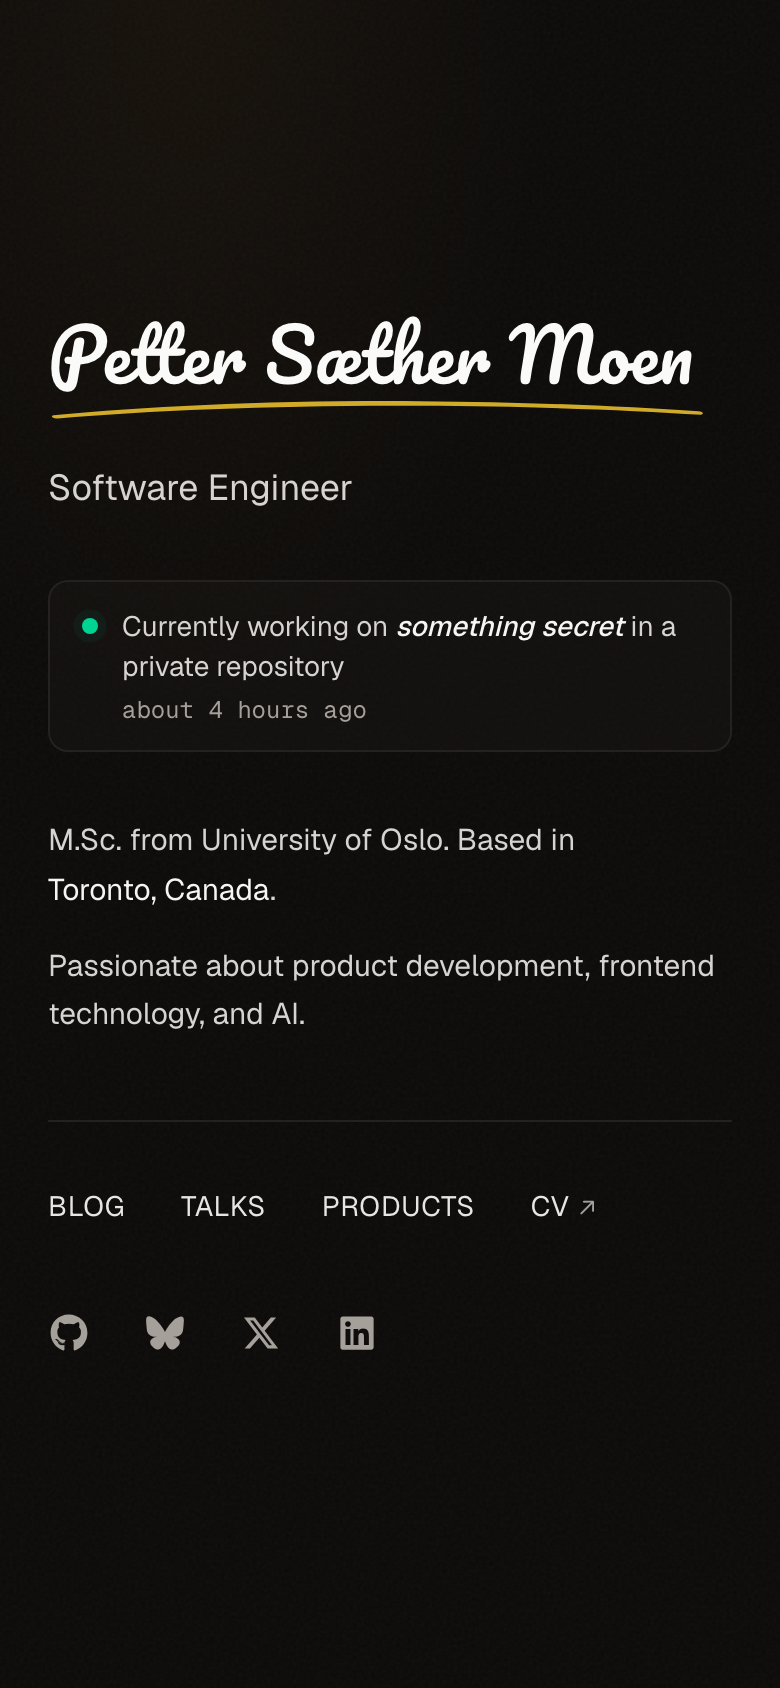 Petter Sæther Moen
Software Engineer
Currently working on something secret in a
private repository
about 4 hours ago
M.Sc. from University of Oslo. Based in
Toronto, Canada.
Passionate about product development, frontend
technology, and AI.
BLOG TALKS PRODUCTS CV ↗